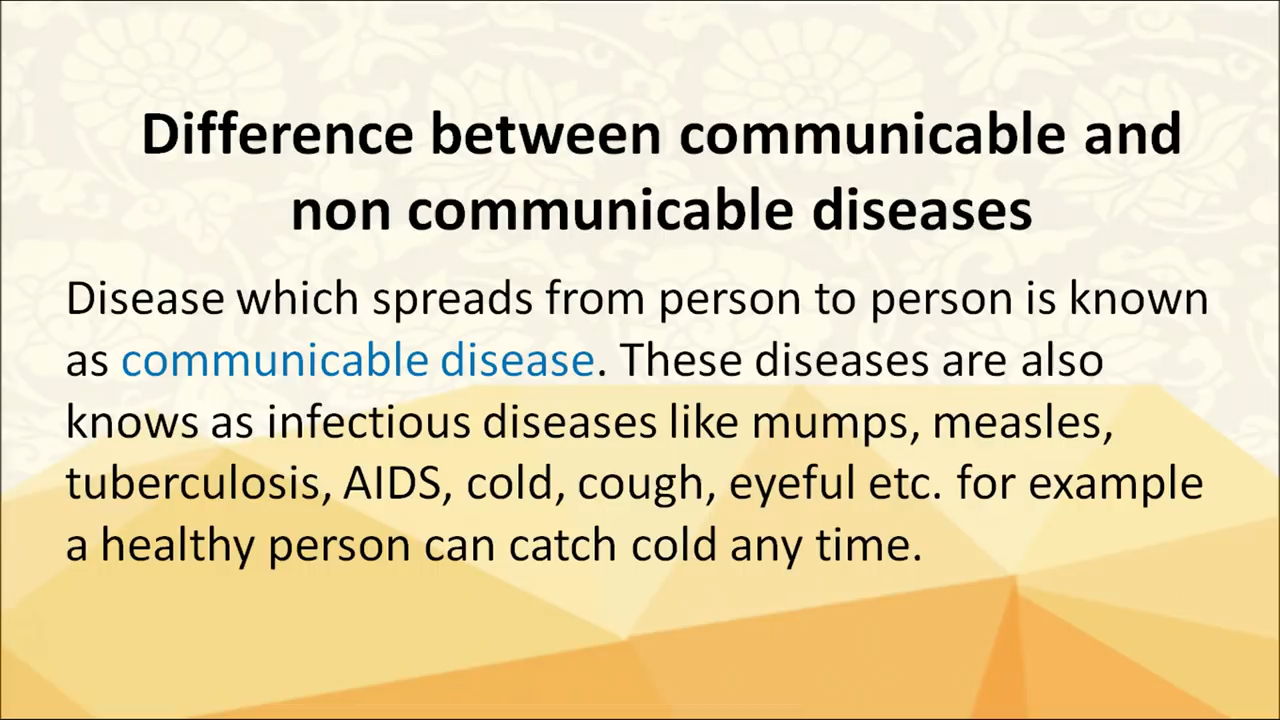 Difference between communicable and
non communicable diseases
Disease which spreads from person to person is known
as communicable disease. These diseases are also
knows as infectious diseases like mumps, measles,
tuberculosis, AIDS, cold, cough, eyeful etc. for example
a healthy person can catch cold any time.